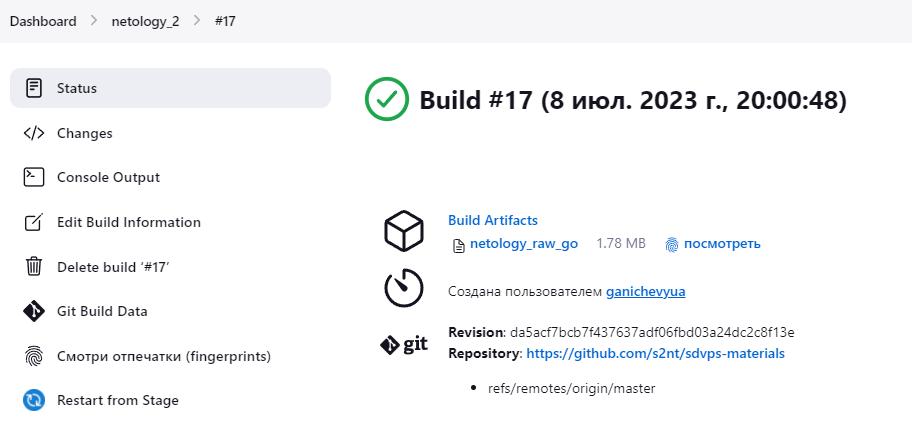 Dashboard > netology_2 > #17
Status
Changes
Console Output
Edit Build Information
Delete build ‘#17’
Git Build Data
Смотри отпечатки (fingerprints)
Restart from Stage
Build #17 (8 июл. 2023 г., 20:00:48)
Build Artifacts
netology_raw_go 1.78 MB посмотреть
Создана пользователем ganichevyua
git
Revision: da5acf7bcb7f437637adf06fbd03a24dc2c8f13e
Repository: https://github.com/s2nt/sdvps-materials
• refs/remotes/origin/master